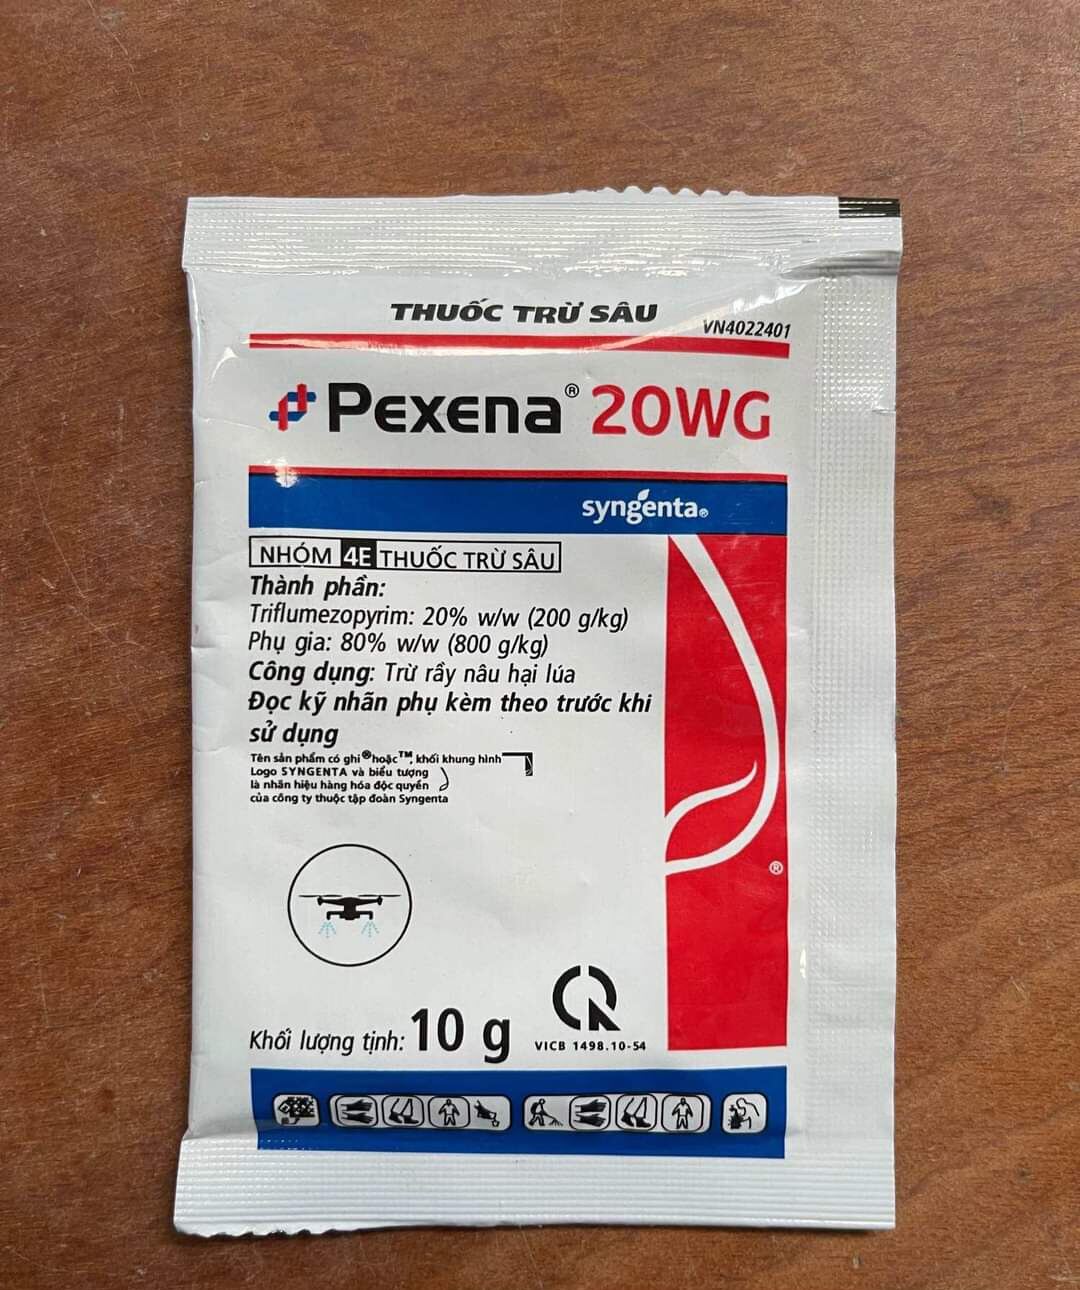 THUỐC TRỪ SÂU
VN4022401
Pexena® 20WG
syngenta®
NHÓM 4E THUỐC TRỪ SÂU
Thành phần:
Triflumezopyrim: 20% w/w (200 g/kg)
Phụ gia: 80% w/w (800 g/kg)
Công dụng: Trừ rầy nâu hại lúa
Đọc kỹ nhãn phụ kèm theo trước khi
sử dụng
Tên sản phẩm có ghi ® hoặc ™, khối khung hình
Logo SYNGENTA và biểu tượng
là nhãn hiệu hàng hóa độc quyền
của công ty thuộc tập đoàn Syngenta
®
Khối lượng tịnh: 10 g
VICB 1498.10-54